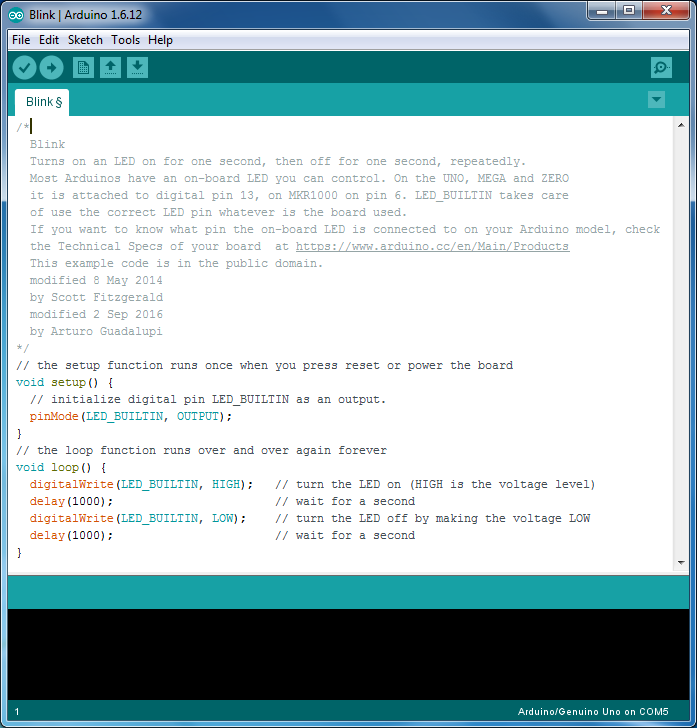 Blink | Arduino 1.6.12
File Edit Sketch Tools Help
Blink §
/*
  Blink
  Turns on an LED on for one second, then off for one second, repeatedly.
  Most Arduinos have an on-board LED you can control. On the UNO, MEGA and ZERO
  it is attached to digital pin 13, on MKR1000 on pin 6. LED_BUILTIN takes care
  of use the correct LED pin whatever is the board used.
  If you want to know what pin the on-board LED is connected to on your Arduino model, check
  the Technical Specs of your board  at https://www.arduino.cc/en/Main/Products
  This example code is in the public domain.
  modified 8 May 2014
  by Scott Fitzgerald
  modified 2 Sep 2016
  by Arturo Guadalupi
*/
// the setup function runs once when you press reset or power the board
void setup() {
  // initialize digital pin LED_BUILTIN as an output.
  pinMode(LED_BUILTIN, OUTPUT);
}
// the loop function runs over and over again forever
void loop() {
  digitalWrite(LED_BUILTIN, HIGH);   // turn the LED on (HIGH is the voltage level)
  delay(1000);                       // wait for a second
  digitalWrite(LED_BUILTIN, LOW);    // turn the LED off by making the voltage LOW
  delay(1000);                       // wait for a second
}
1
Arduino/Genuino Uno on COM5